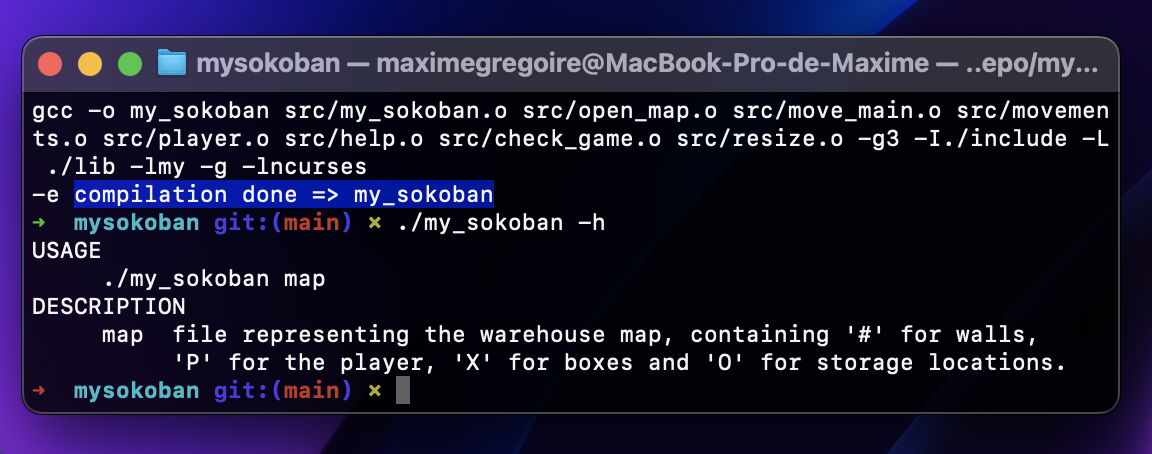 mysokoban — maximegregoire@MacBook-Pro-de-Maxime — ..epo/my...
gcc -o my_sokoban src/my_sokoban.o src/open_map.o src/move_main.o src/movemen
ts.o src/player.o src/help.o src/check_game.o src/resize.o -g3 -I./include -L
./lib -lmy -g -lncurses
-e compilation done => my_sokoban
➜ mysokoban git:(main) ✗ ./my_sokoban -h
USAGE
./my_sokoban map
DESCRIPTION
map file representing the warehouse map, containing '#' for walls,
'P' for the player, 'X' for boxes and 'O' for storage locations.
➜ mysokoban git:(main) ✗